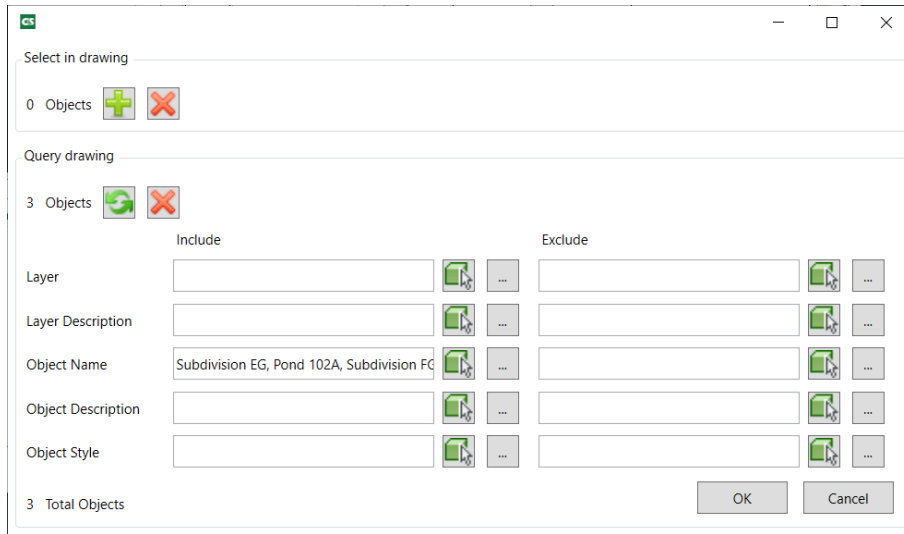 CS
Select in drawing
0 Objects
Query drawing
3 Objects
Include Exclude
Layer ... ...
Layer Description ... ...
Object Name Subdivision EG, Pond 102A, Subdivision FG ... ...
Object Description ... ...
Object Style ... ...
3 Total Objects OK Cancel